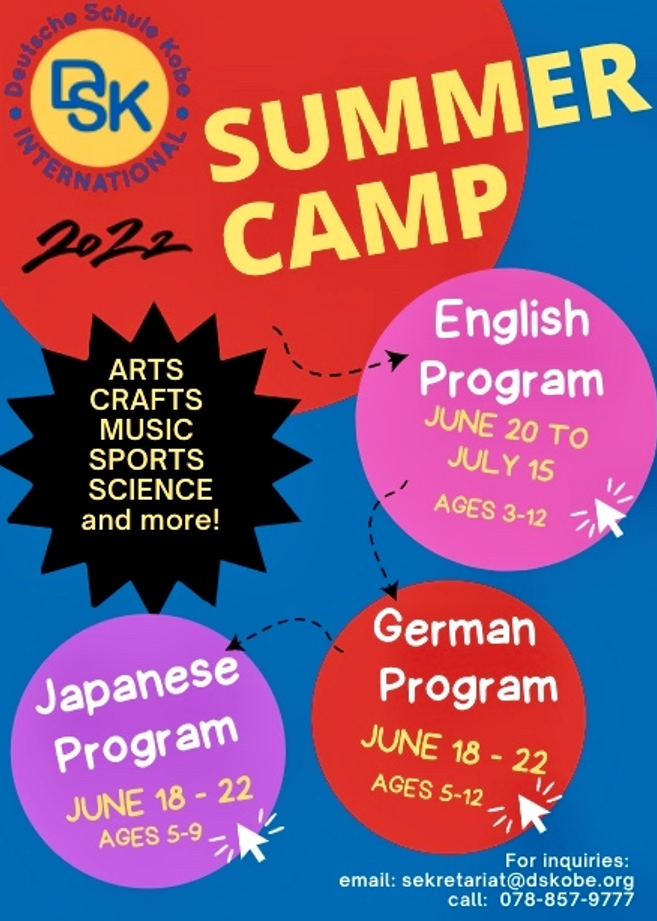 Deutsche Schule Kobe
• INTERNATIONAL •
DSK
SUMMER
CAMP
2022
ARTS
CRAFTS
MUSIC
SPORTS
SCIENCE
and more!
English
Program
JUNE 20 TO
JULY 15
AGES 3-12
German
Program
JUNE 18 - 22
AGES 5-12
Japanese
Program
JUNE 18 - 22
AGES 5-9
For inquiries:
email: sekretariat@dskobe.org
call: 078-857-9777